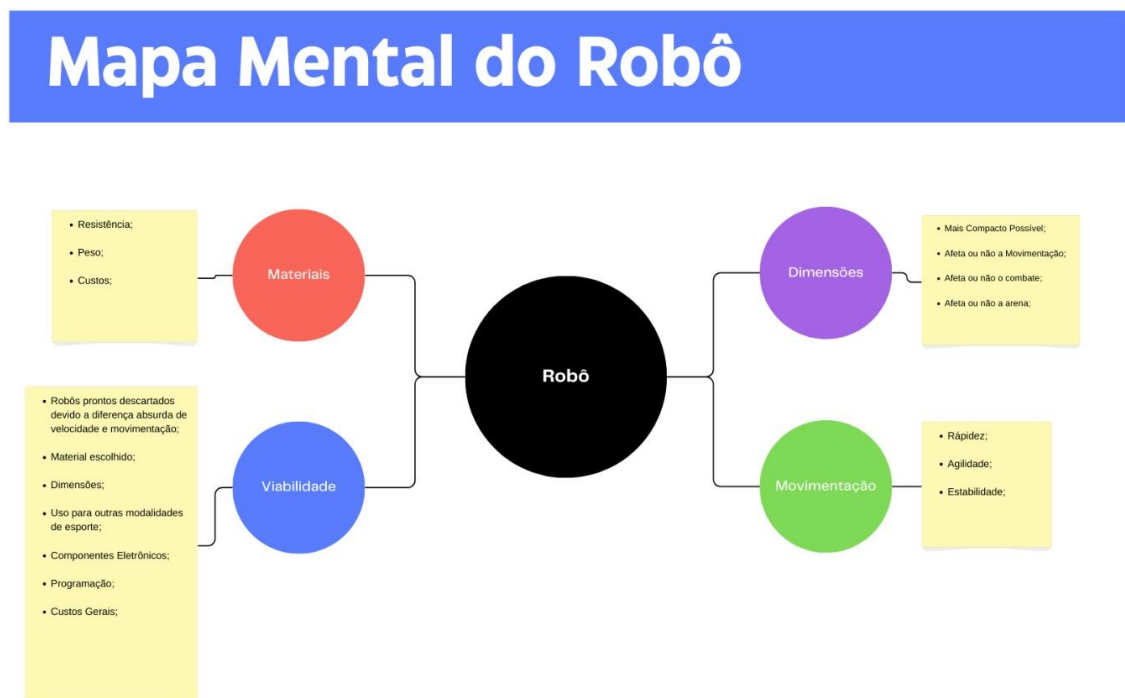 Mapa Mental do Robô
• Resistência;
• Peso;
• Custos;
Materiais
• Robôs prontos descartados
devido a diferença absurda de
velocidade e movimentação;
• Material escolhido;
• Dimensões;
• Uso para outras modalidades
de esporte;
• Componentes Eletrônicos;
• Programação;
• Custos Gerais;
Viabilidade
Robô
Dimensões
• Mais Compacto Possível;
• Afeta ou não a Movimentação;
• Afeta ou não o combate;
• Afeta ou não a arena;
Movimentação
• Rápidez;
• Agilidade;
• Estabilidade;